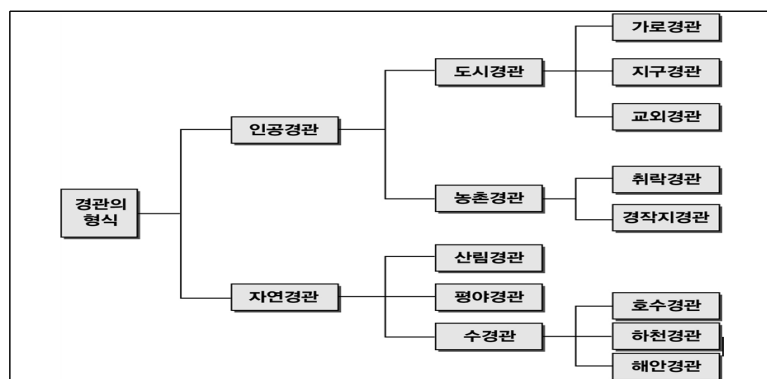 경관의
형식
인공경관
자연경관
도시경관
농촌경관
산림경관
평야경관
수경관
가로경관
지구경관
교외경관
취락경관
경작지경관
호수경관
하천경관
해안경관